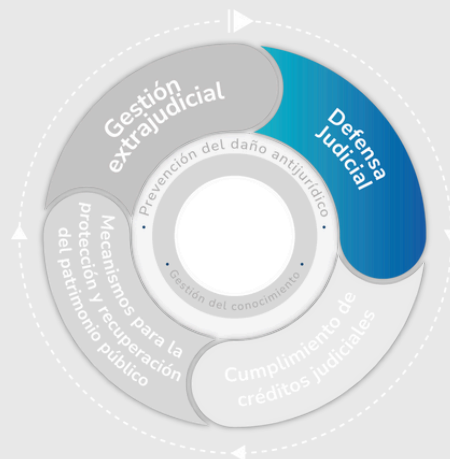 Gestión
extrajudicial
Defensa
Judicial
Cumplimiento de
créditos judiciales
Mecanismos para la
protección y recuperación
del patrimonio público
Prevención del daño antijurídico
Gestión del conocimiento